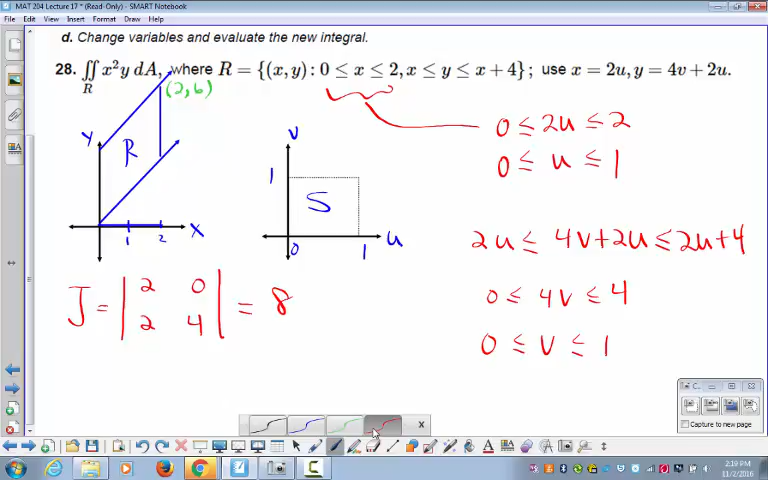 MAT 204 Lecture 17 * (Read-Only) - SMART Notebook
File Edit View Insert Format Draw Help
d. Change variables and evaluate the new integral.
28. ∬ x²y dA, where R = {(x, y) : 0 ≤ x ≤ 2, x ≤ y ≤ x + 4}; use x = 2u, y = 4v + 2u.
R
(2,6)
0 ≤ 2u ≤ 2
0 ≤ u ≤ 1
y
R
1 2
x
v
1
S
0 1
u
2u ≤ 4v+2u ≤ 2u+4
0 ≤ 4v ≤ 4
0 ≤ v ≤ 1
J = | 2 0 | = 8
| 2 4 |
Capture to new page
2:19 PM
11/2/2016